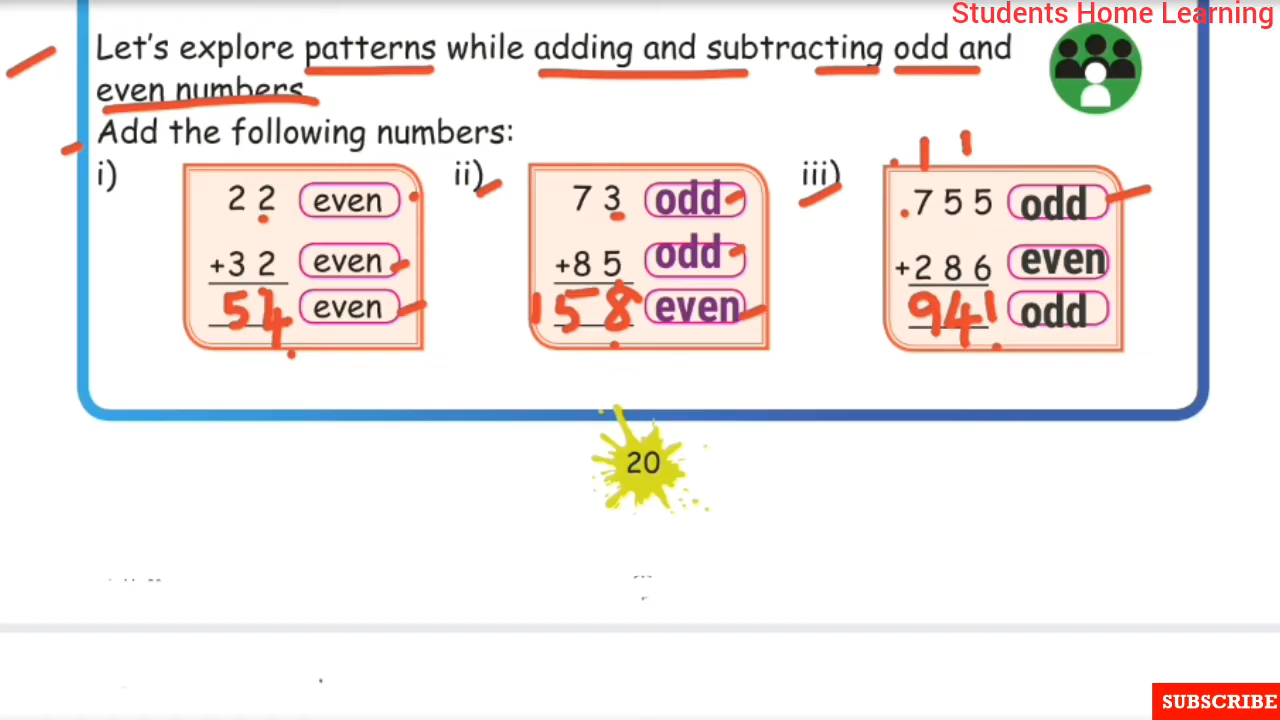 Students Home Learning
Let's explore patterns while adding and subtracting odd and
even numbers
Add the following numbers:
i)
22 even
+32 even
54 even
ii)
73 odd
+85 odd
158 even
iii)
11
755 odd
+286 even
941 odd
20
SUBSCRIBE